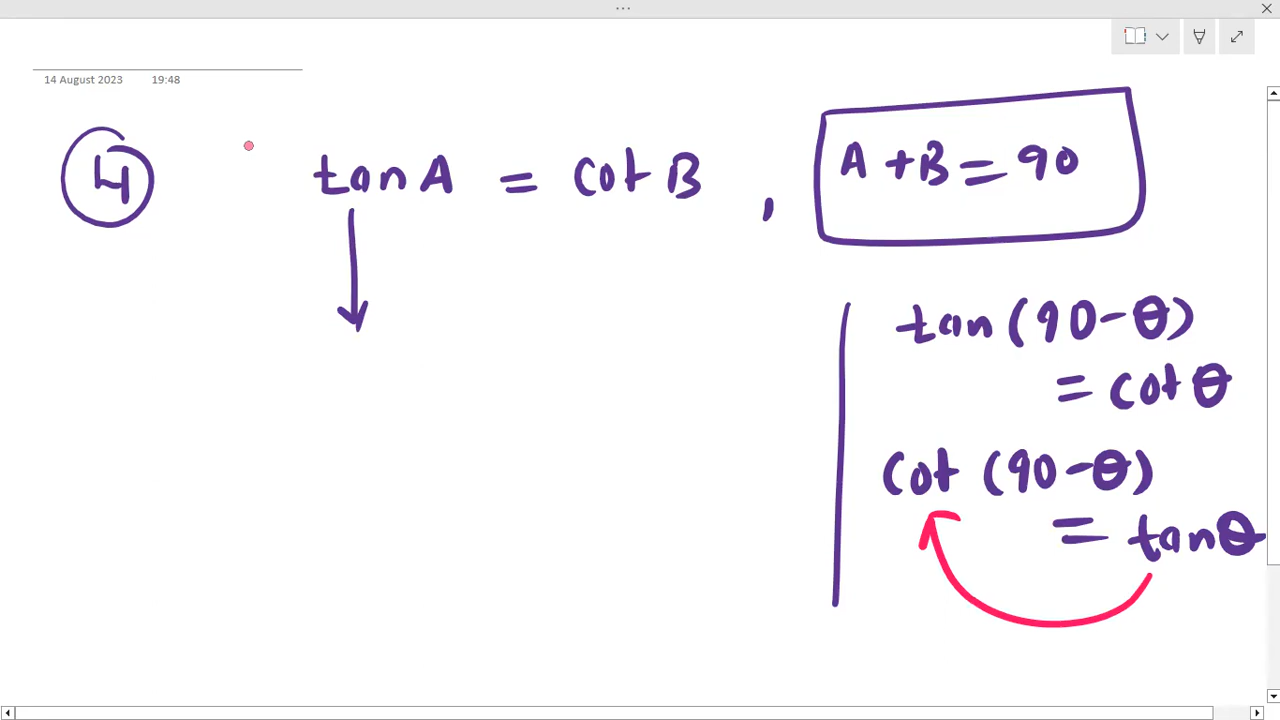 14 August 2023 19:48
4 tan A = cot B , A + B = 90
tan (90 - θ)
= cot θ
cot (90 - θ)
= tan θ